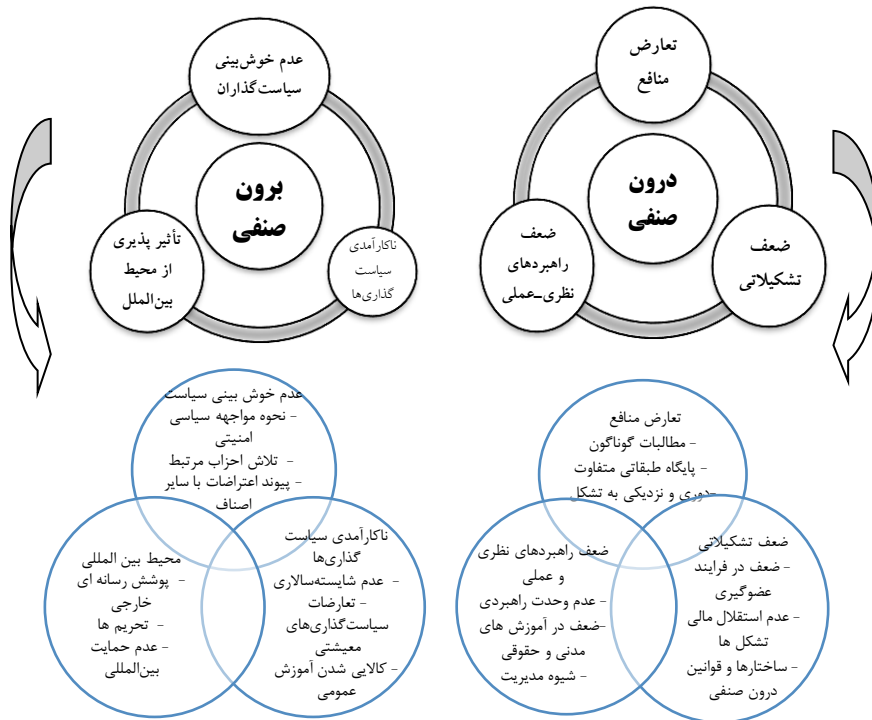 تعارض
منافع
درون
صنفی
ضعف
تشکیلاتی
ضعف
راهبردهای
نظری-عملی
عدم خوش‌بینی
سیاست‌گذاران
برون
صنفی
ناکارآمدی
سیاست
گذاری‌ها
تأثیر پذیری
از محیط
بین‌الملل
تعارض منافع
- مطالبات گوناگون
- پایگاه طبقاتی متفاوت
-دوری و نزدیکی به تشکل
ضعف تشکیلاتی
- ضعف در فرایند
عضوگیری
- عدم استقلال مالی
تشکل ها
- ساختارها و قوانین
درون صنفی
ضعف راهبردهای نظری
و عملی
- عدم وحدت راهبردی
-ضعف در آموزش های
مدنی و حقوقی
- شیوه مدیریت
عدم خوش بینی سیاست
- نحوه مواجهه سیاسی
امنیتی
- تلاش احزاب مرتبط
- پیوند اعتراضات با سایر
اصناف
ناکارآمدی سیاست
گذاری‌ها
- عدم شایسته‌سالاری
- تعارضات
سیاست‌گذاری‌های
معیشتی
- کالایی شدن آموزش
عمومی
محیط بین المللی
- پوشش رسانه ای
خارجی
- تحریم ها
- عدم حمایت
بین‌المللی